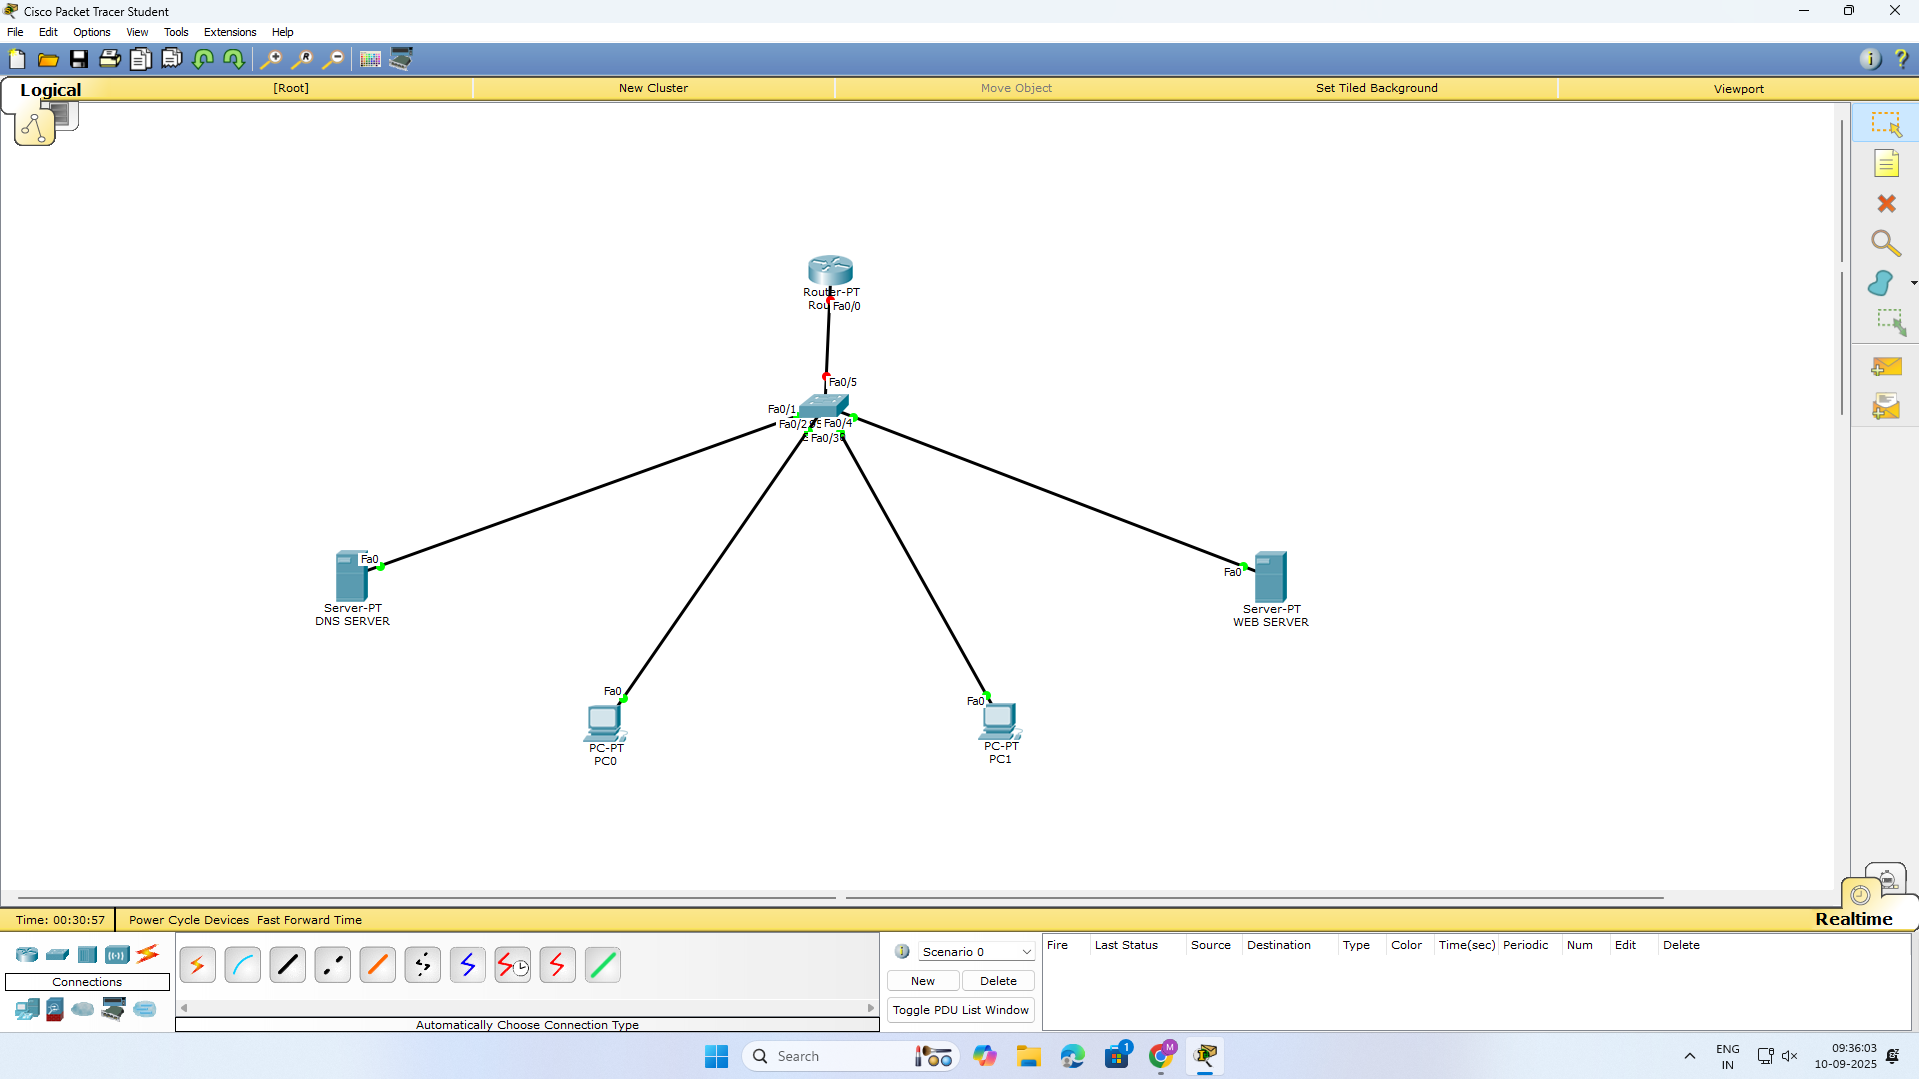 Cisco Packet Tracer Student
File Edit Options View Tools Extensions Help
Logical [Root] New Cluster Move Object Set Tiled Background Viewport
Router-PT
Rou Fa0/0
Fa0/5
Fa0/1
Fa0/2 Fa0/4
Fa0/3
Fa0
Server-PT
DNS SERVER
Fa0
Server-PT
WEB SERVER
Fa0
PC-PT
PC0
Fa0
PC-PT
PC1
Time: 00:30:57 Power Cycle Devices Fast Forward Time Realtime
Connections
Automatically Choose Connection Type
Scenario 0
New Delete
Toggle PDU List Window
Fire Last Status Source Destination Type Color Time(sec) Periodic Num Edit Delete
Search
1
M
ENG
IN
09:36:03
10-09-2025